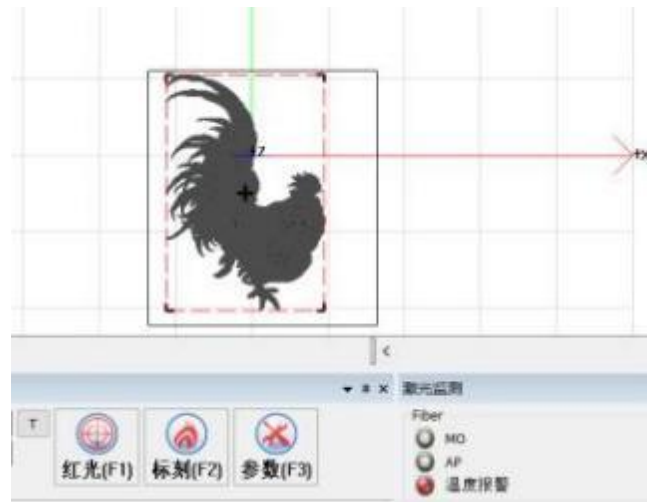 激光监测
T
红光(F1)
标刻(F2)
参数(F3)
Fiber
MO
AP
温度报警